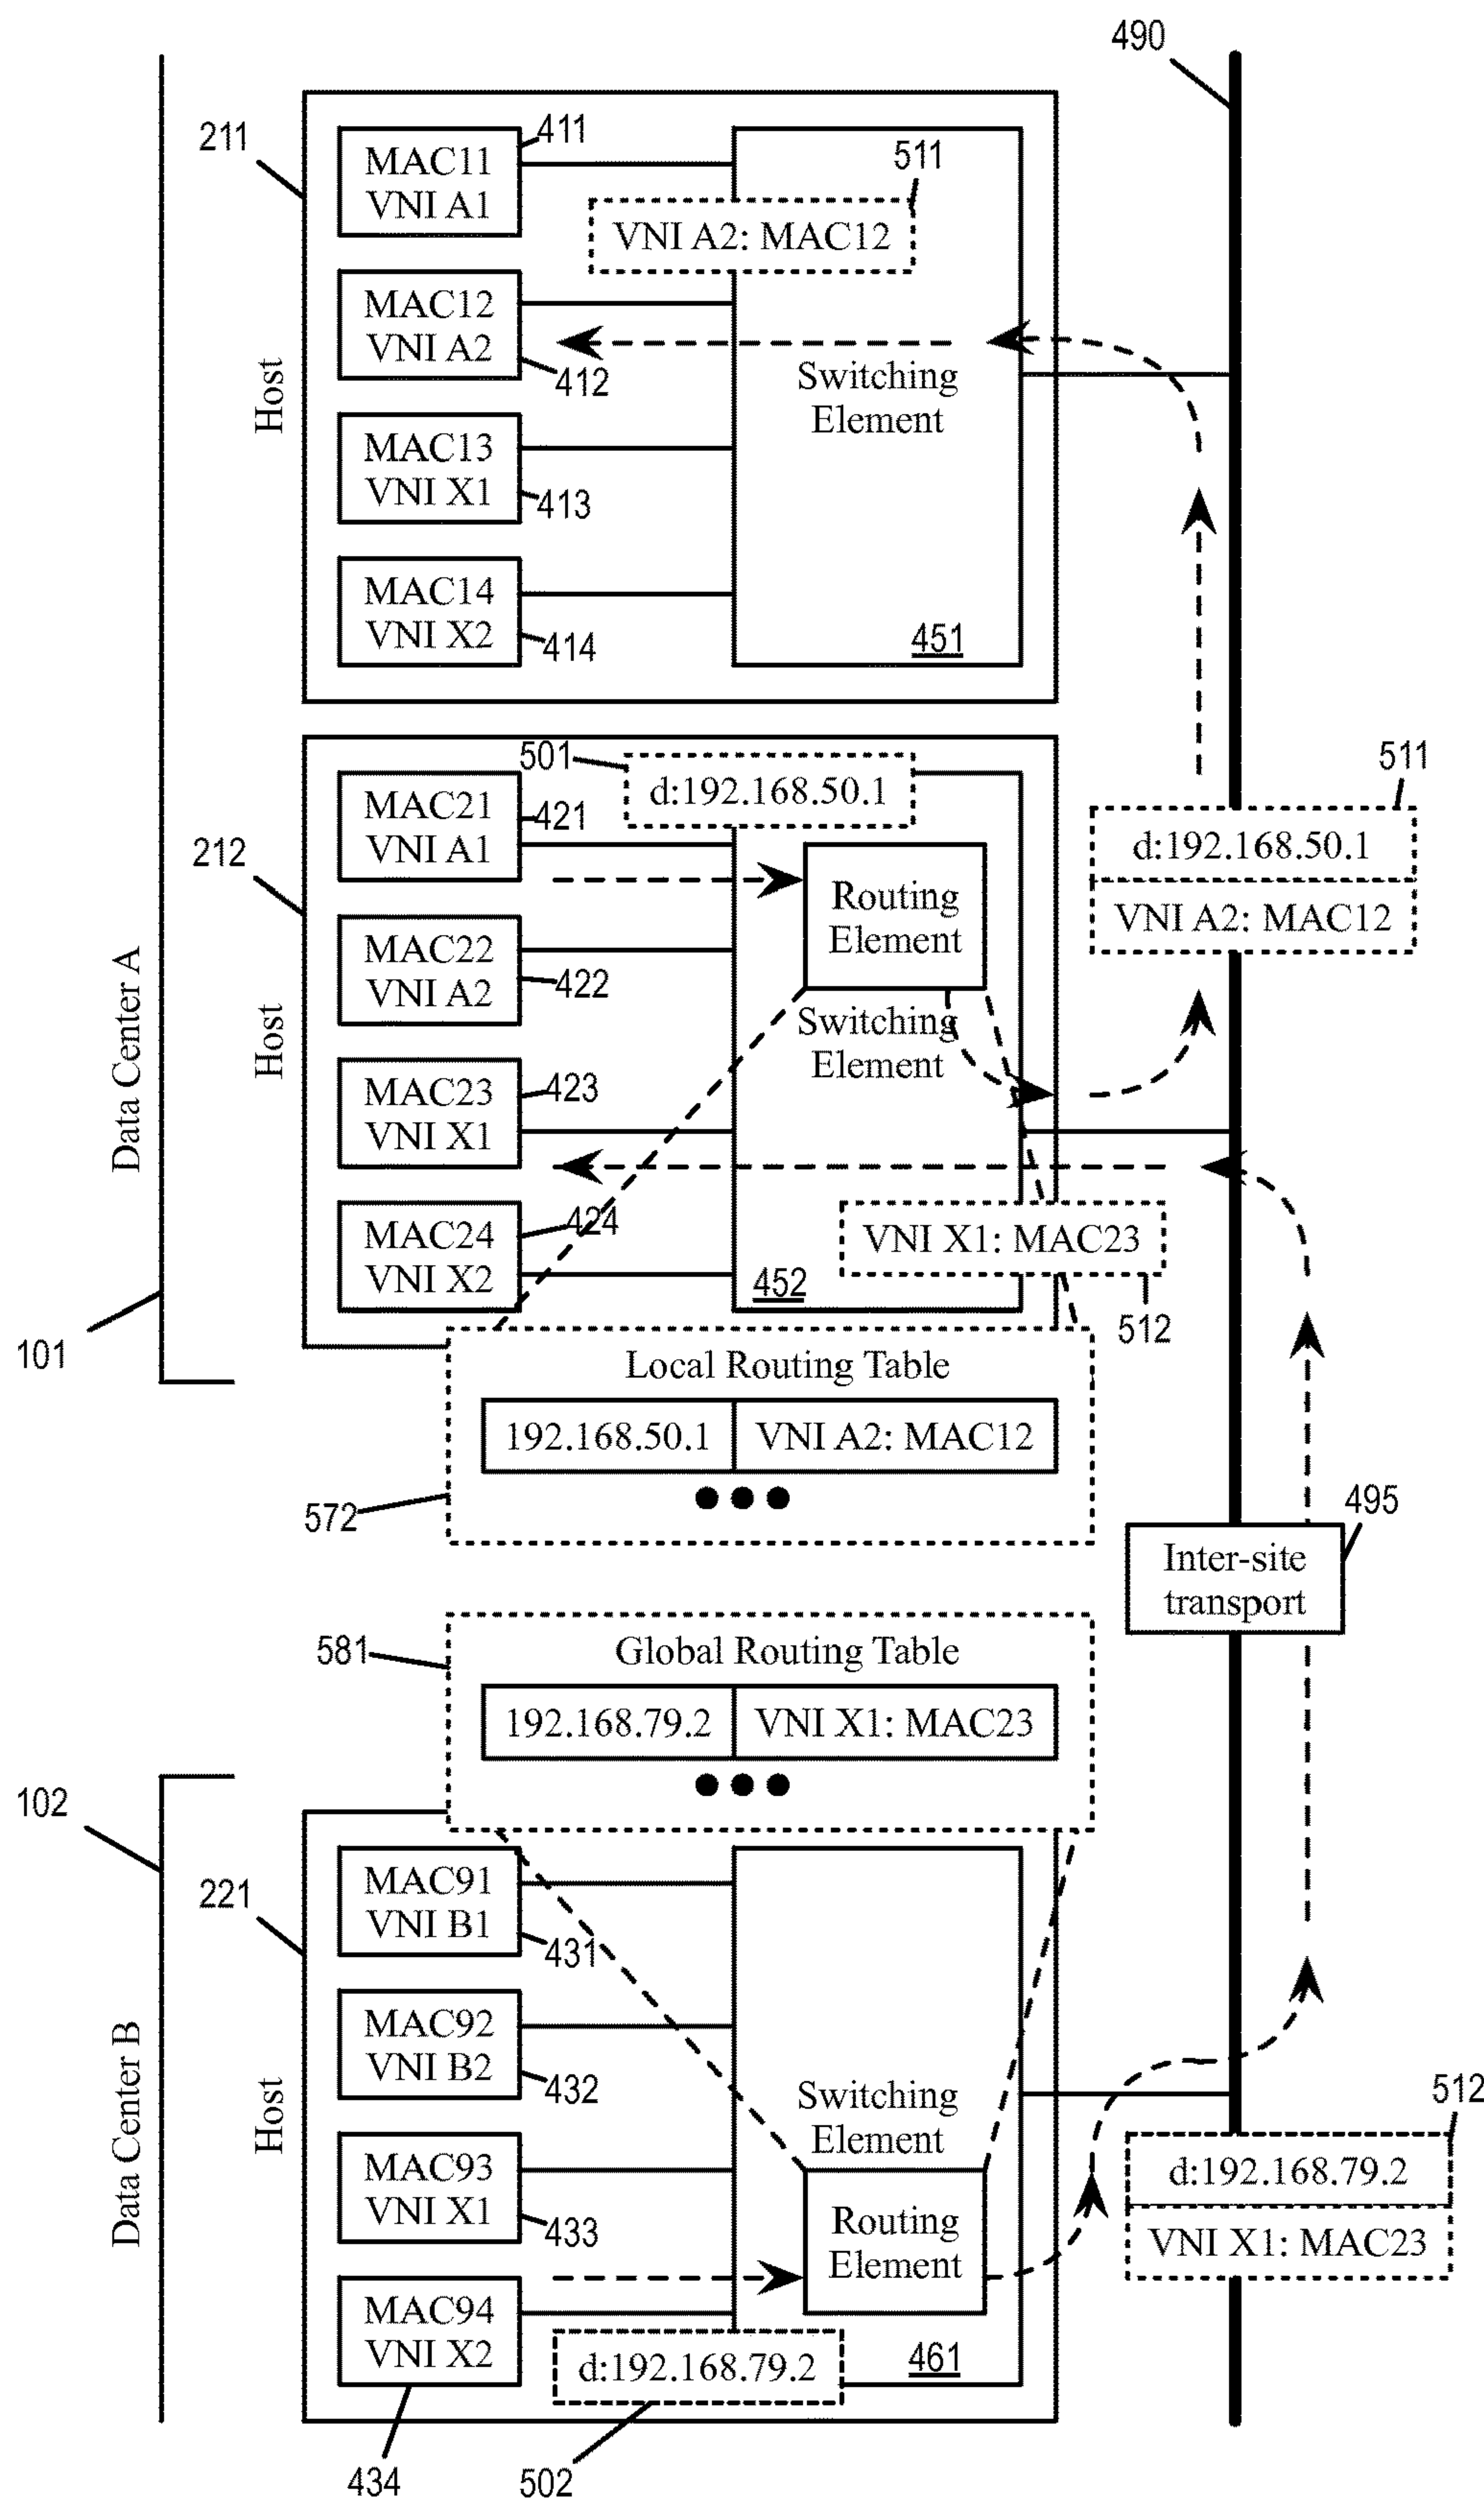 490
211
MAC11
VNI A1
411
511
VNI A2: MAC12
MAC12
VNI A2
412
Host
Switching
Element
MAC13
VNI X1
413
MAC14
VNI X2
414
451
501
d:192.168.50.1
511
MAC21
VNI A1
421
212
d:192.168.50.1
VNI A2: MAC12
Routing
Element
MAC22
VNI A2
422
Data Center A
Host
Switching
Element
MAC23
VNI X1
423
MAC24
VNI X2
424
VNI X1: MAC23
452
512
101
Local Routing Table
192.168.50.1
VNI A2: MAC12
572
495
Inter-site
transport
581
Global Routing Table
192.168.79.2
VNI X1: MAC23
102
221
MAC91
VNI B1
431
MAC92
VNI B2
432
Data Center B
Host
Switching
Element
512
MAC93
VNI X1
433
d:192.168.79.2
VNI X1: MAC23
Routing
Element
MAC94
VNI X2
d:192.168.79.2
461
434
502